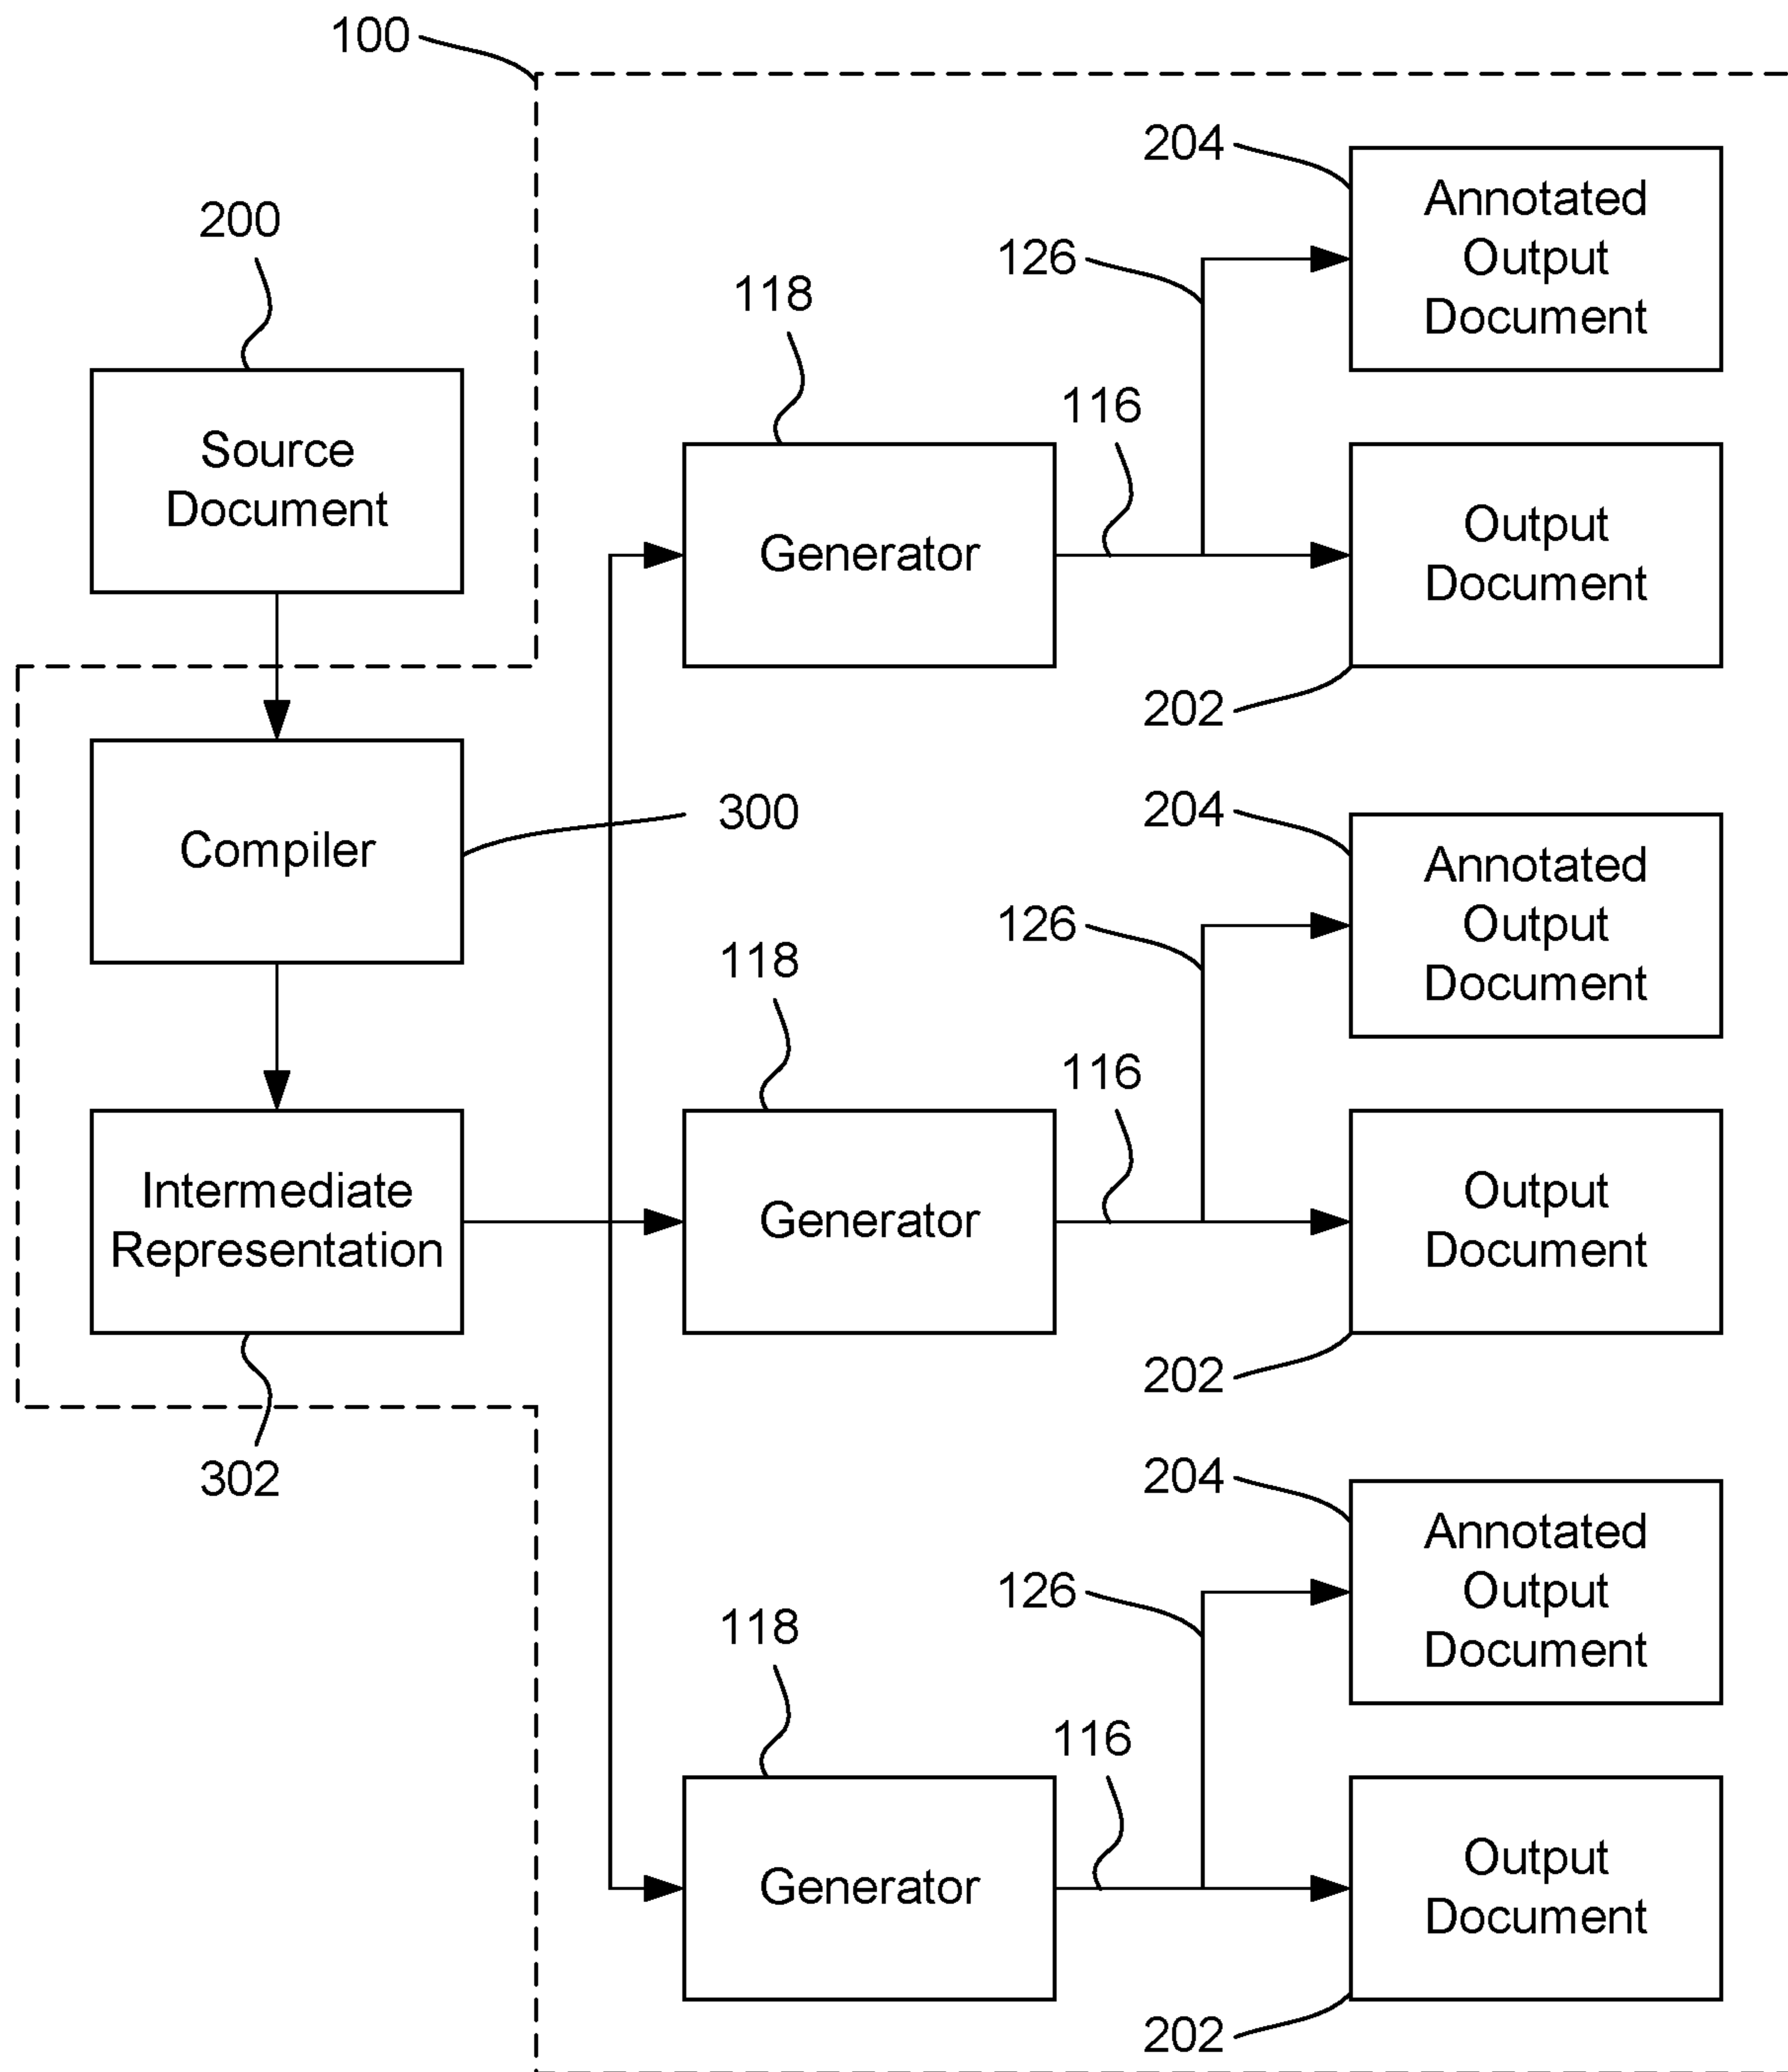 100
204
Annotated
Output
Document
200
126
118
116
Source
Document
Generator
Output
Document
202
300
Compiler
204
Annotated
Output
Document
126
118
116
Intermediate
Representation
Generator
Output
Document
202
302
204
Annotated
Output
Document
126
118
116
Generator
Output
Document
202